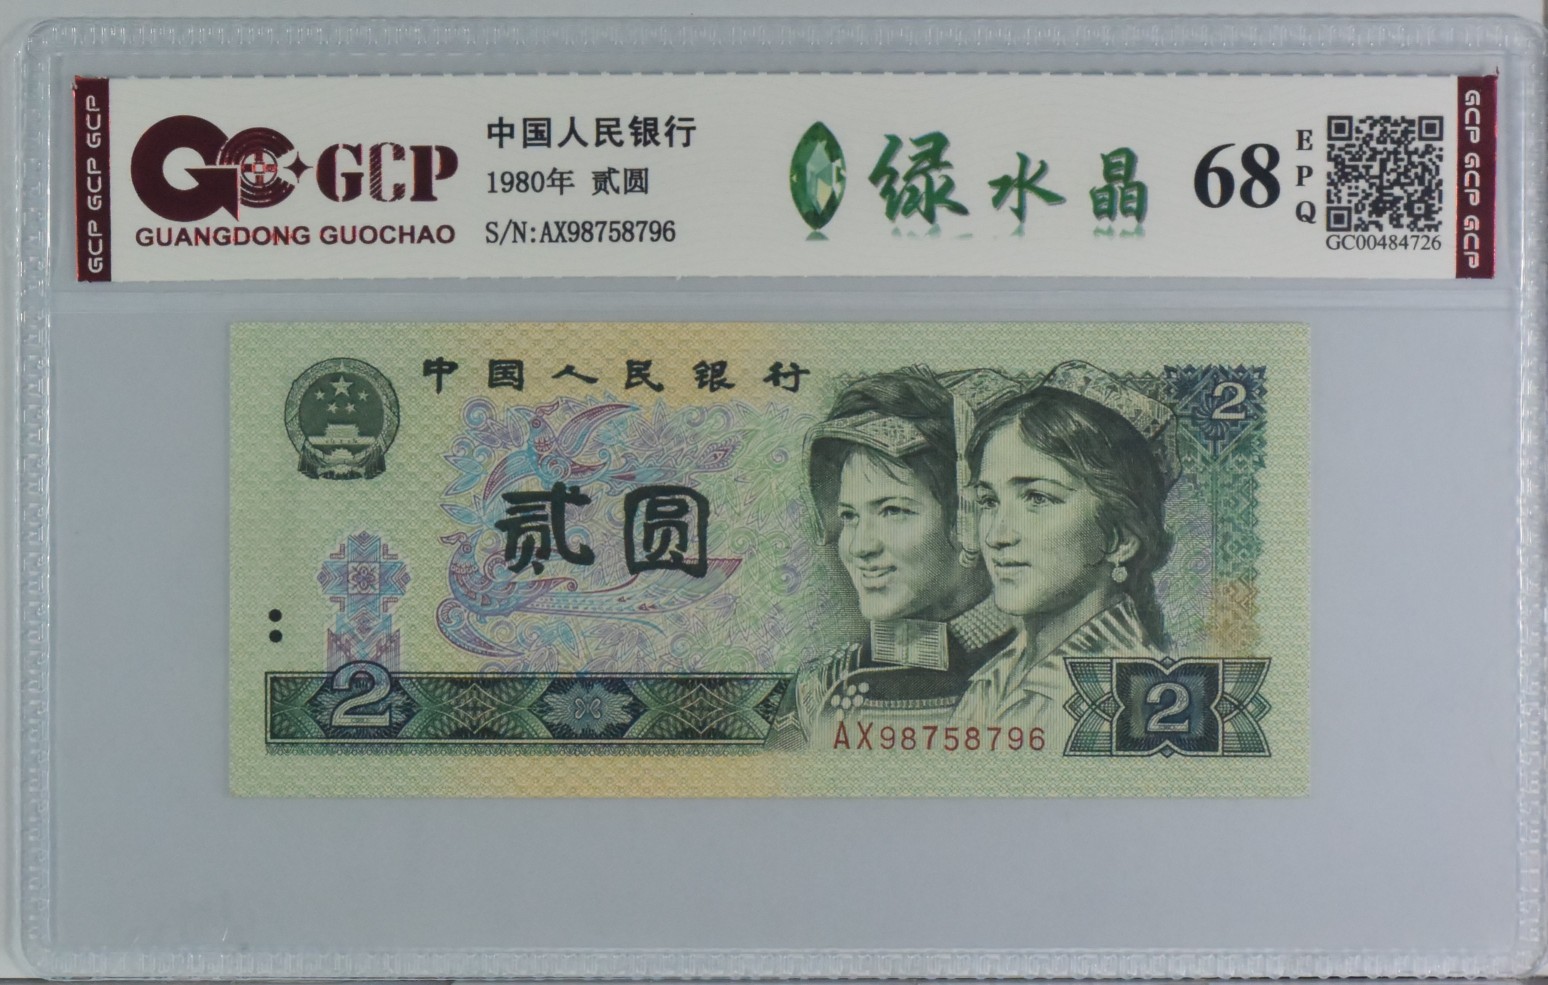 GCP GCP GCP
GCP
GUANGDONG GUOCHAO
中国人民银行
1980年 贰圆
S/N:AX98758796
绿水晶
68
EPQ
GC00484726
GCP GCP GCP
中国人民银行
2
贰圆
2
AX98758796
2